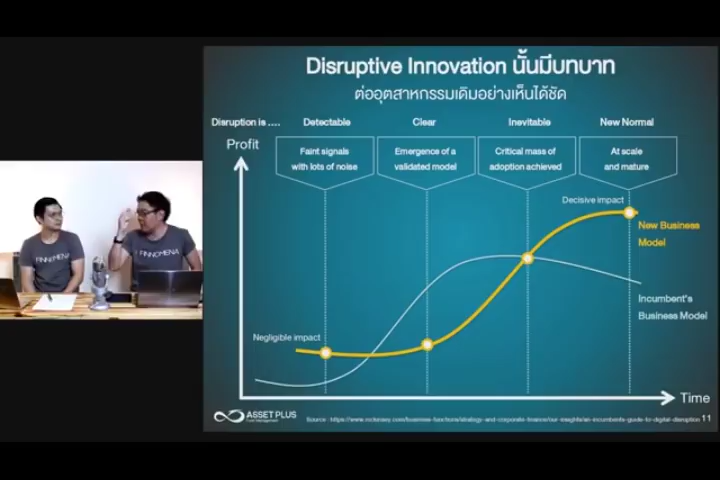 Disruptive Innovation นั้นมีบทบาท
ต่ออุตสาหกรรมเดิมอย่างเห็นได้ชัด
Disruption is .... Detectable Clear Inevitable New Normal
Profit
Faint signals
with lots of noise
Emergence of a
validated model
Critical mass of
adoption achieved
At scale
and mature
Decisive impact
New Business
Model
Incumbent's
Business Model
Negligible impact
Time
FINNOMENA
FINNOMENA
ASSET PLUS
Fund Management
Source : https://www.mckinsey.com/business-functions/strategy-and-corporate-finance/our-insights/an-incumbents-guide-to-digital-disruption 11